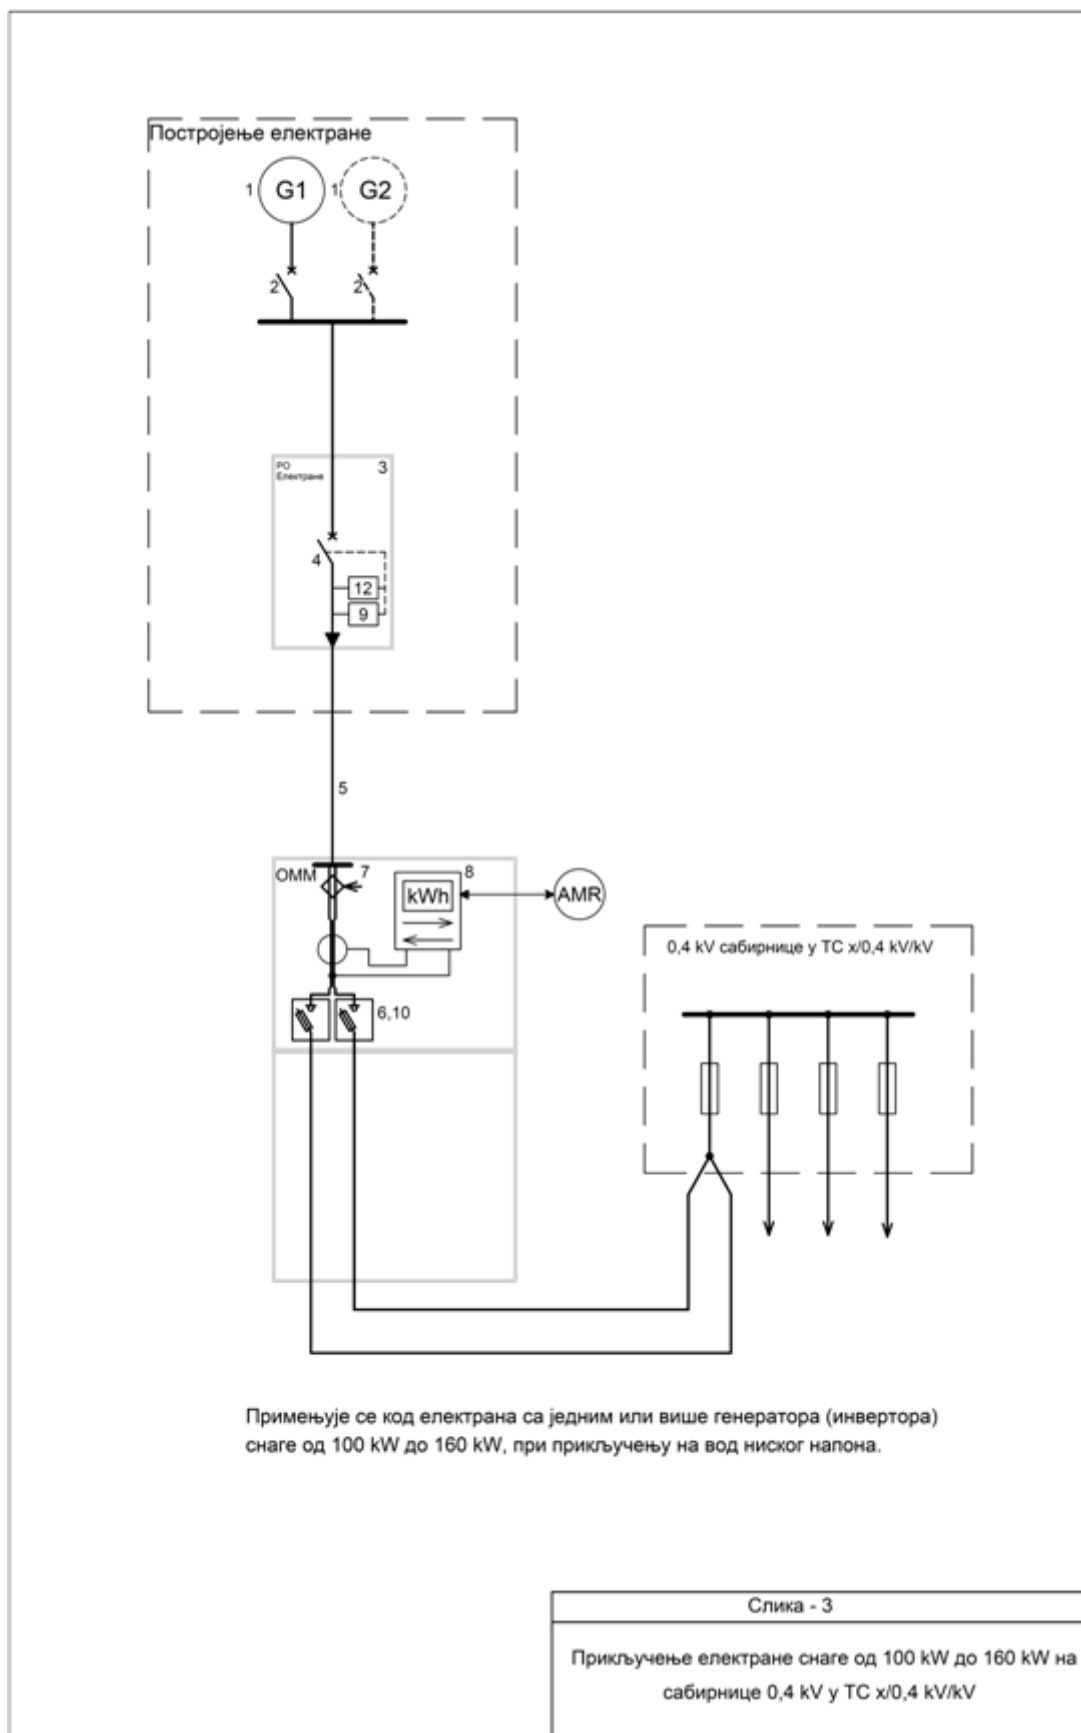 Постројење електране
1
G1
1
G2
2
2
РО
Електране
3
4
12
9
5
ОММ
7
8
kWh
AMR
6,10
0,4 kV сабирнице у ТС x/0,4 kV/kV
Примењује се код електрана са једним или више генератора (инвертора)
снаге од 100 kW до 160 kW, при прикључењу на вод ниског напона.
Слика - 3
Прикључење електране снаге од 100 kW до 160 kW на
сабирнице 0,4 kV у ТС x/0,4 kV/kV